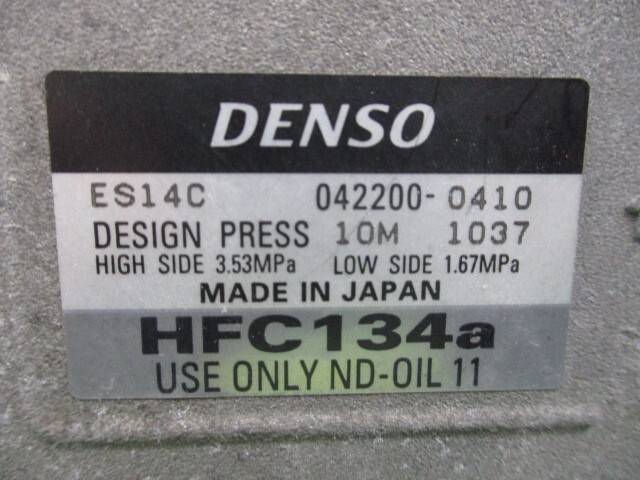 DENSO
ES14C 042200-0410
DESIGN PRESS 10M 1037
HIGH SIDE 3.53MPa LOW SIDE 1.67MPa
MADE IN JAPAN
HFC134a
USE ONLY ND-OIL 11